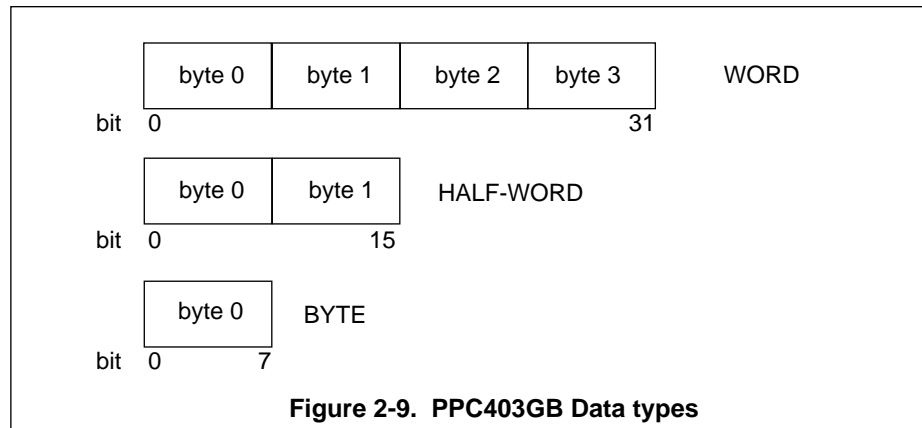 byte 0 byte 1 byte 2 byte 3 WORD
bit 0 31
byte 0 byte 1 HALF-WORD
bit 0 15
byte 0 BYTE
bit 0 7
Figure 2-9. PPC403GB Data types